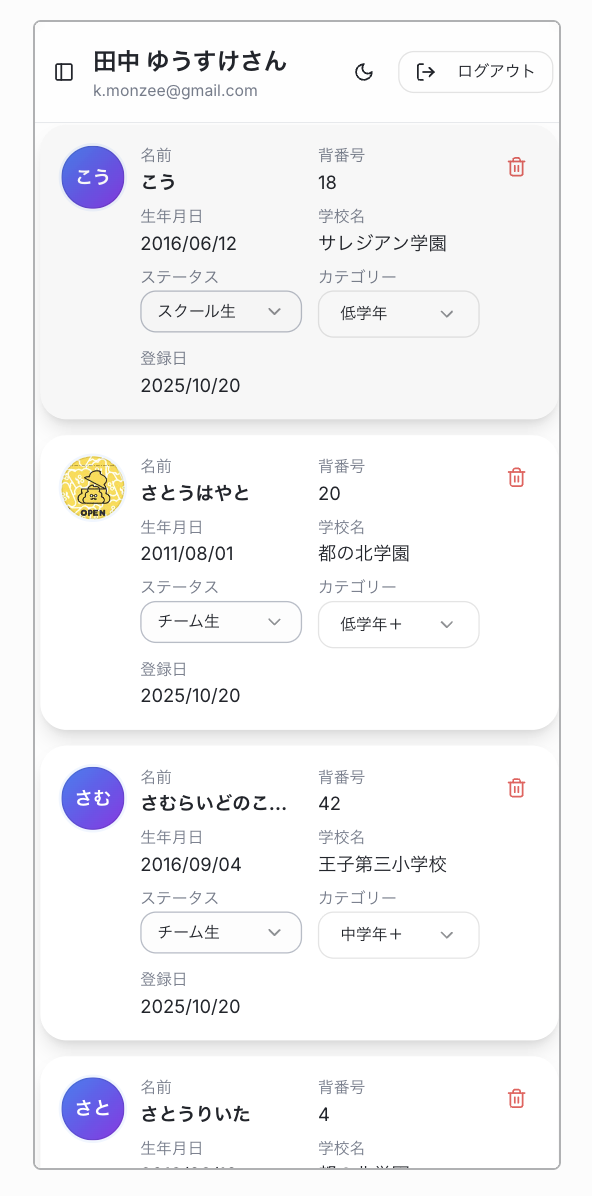 田中 ゆうすけさん
k.monzee@gmail.com
ログアウト
こう
名前
こう
背番号
18
生年月日
2016/06/12
学校名
サレジアン学園
ステータス
スクール生
カテゴリー
低学年
登録日
2025/10/20
OPEN
名前
さとうはやと
背番号
20
生年月日
2011/08/01
学校名
都の北学園
ステータス
チーム生
カテゴリー
低学年＋
登録日
2025/10/20
さむ
名前
さむらいどのこ...
背番号
42
生年月日
2016/09/04
学校名
王子第三小学校
ステータス
チーム生
カテゴリー
中学年＋
登録日
2025/10/20
さと
名前
さとうりいた
背番号
4
生年月日
学校名